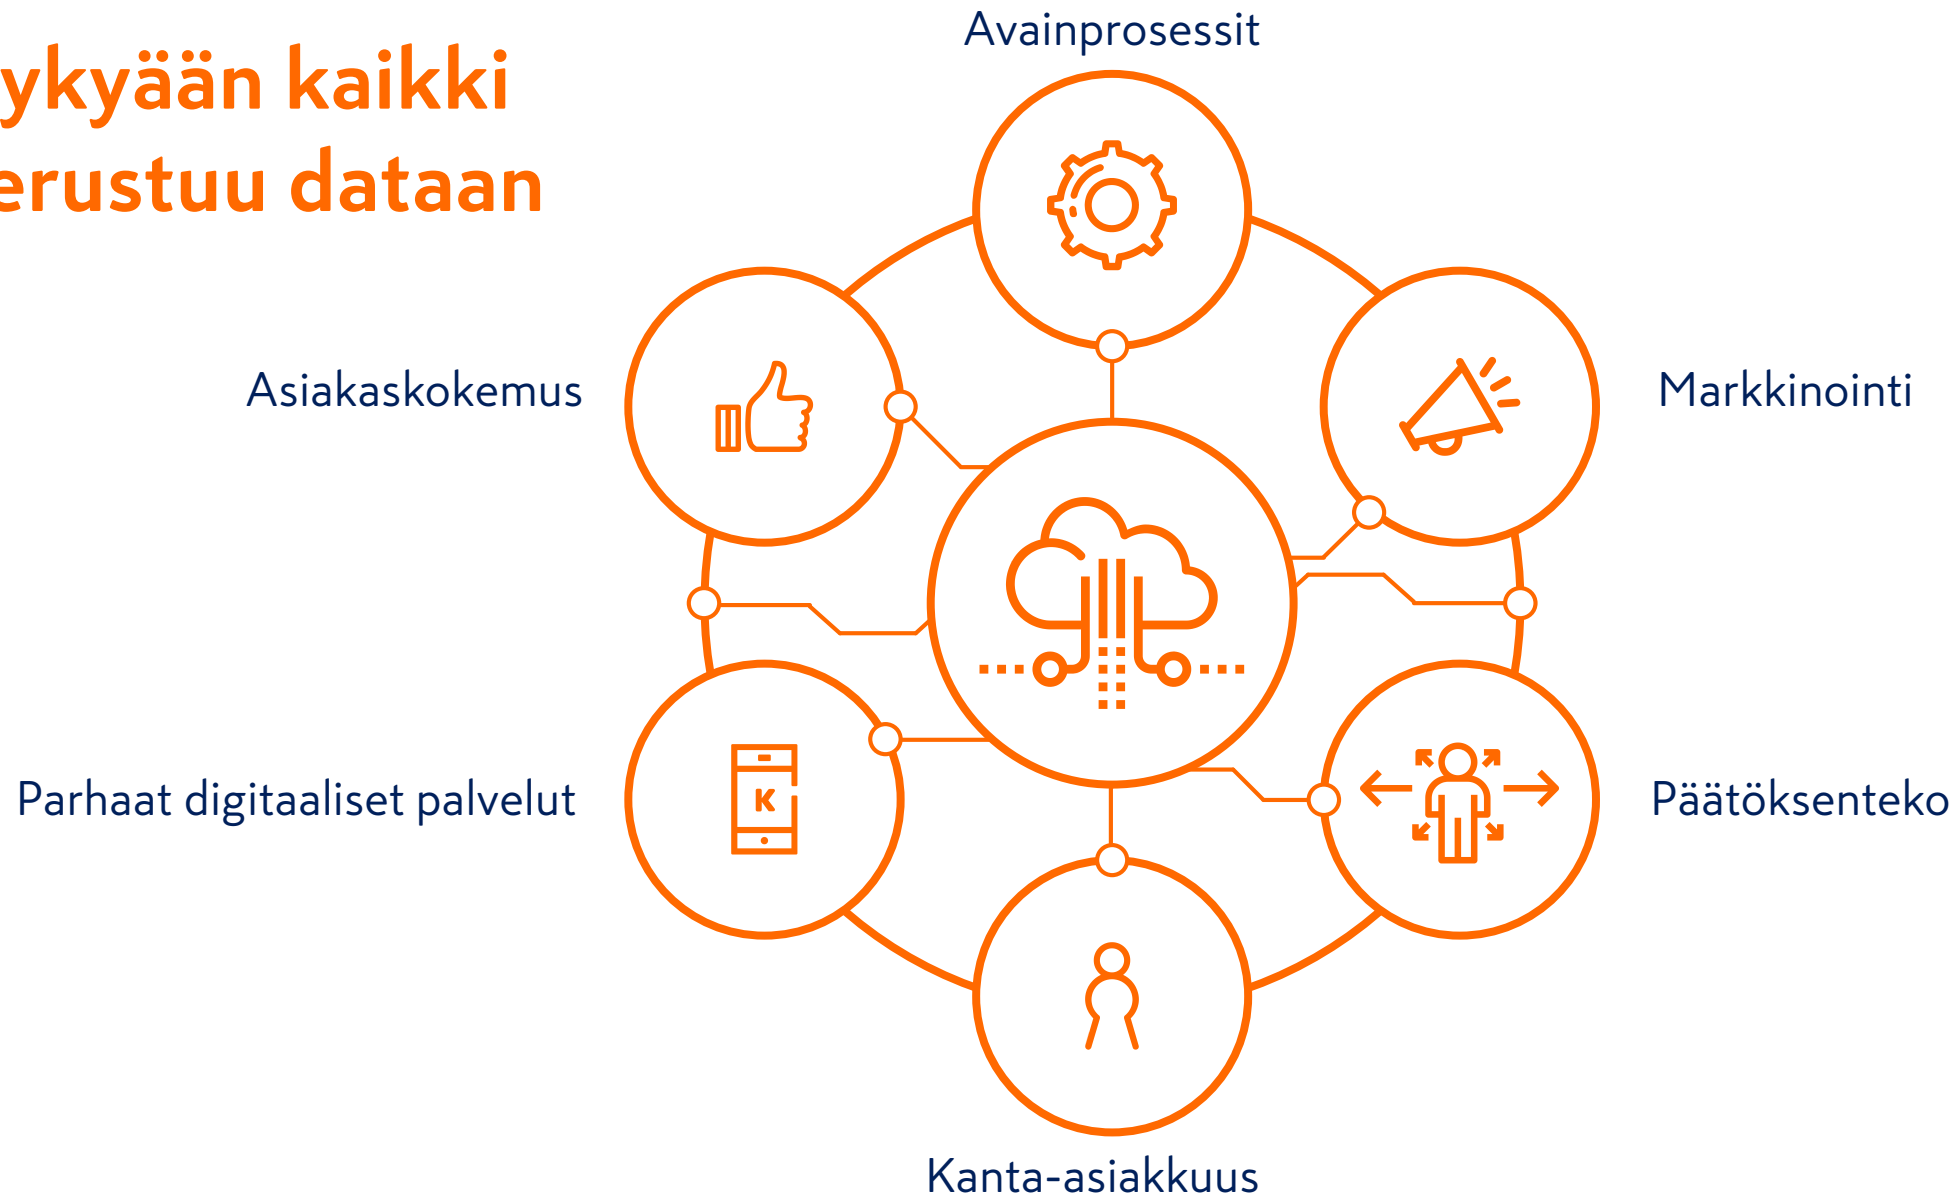 ykyään kaikki
erustuu dataan
Avainprosessit
Asiakaskokemus
Markkinointi
K
Parhaat digitaaliset palvelut
Päätöksenteko
Kanta-asiakkuus